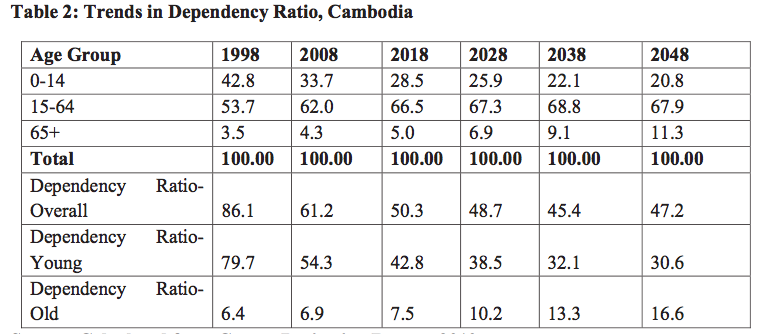 Table 2: Trends in Dependency Ratio, Cambodia
Age Group 1998 2008 2018 2028 2038 2048
0-14 42.8 33.7 28.5 25.9 22.1 20.8
15-64 53.7 62.0 66.5 67.3 68.8 67.9
65+ 3.5 4.3 5.0 6.9 9.1 11.3
Total 100.00 100.00 100.00 100.00 100.00 100.00
Dependency Ratio-
Overall 86.1 61.2 50.3 48.7 45.4 47.2
Dependency Ratio-
Young 79.7 54.3 42.8 38.5 32.1 30.6
Dependency Ratio-
Old 6.4 6.9 7.5 10.2 13.3 16.6